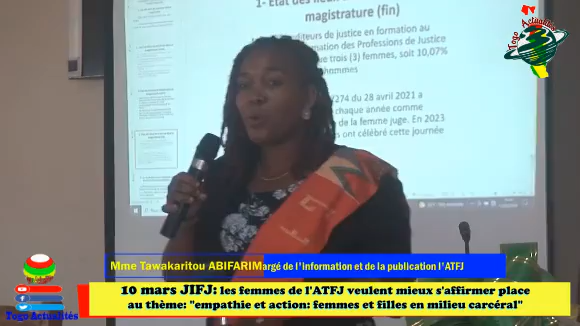 1- Etat des lieux
magistrature (fin)
diteurs de justice en formation au
mation des Professions de Justice
que trois (3) femmes, soit 10,07%
/274 du 28 avril 2021 a
chaque année comme
de la femme juge. En 2023
ont célébré cette journée
Togo Actualités
Mme Tawakaritou ABIFARIM argé de l'information et de la publication l'ATFJ
10 mars JIFJ: les femmes de l'ATFJ veulent mieux s'affirmer place
au thème: "empathie et action: femmes et filles en milieu carcéral"
Togo Actualités